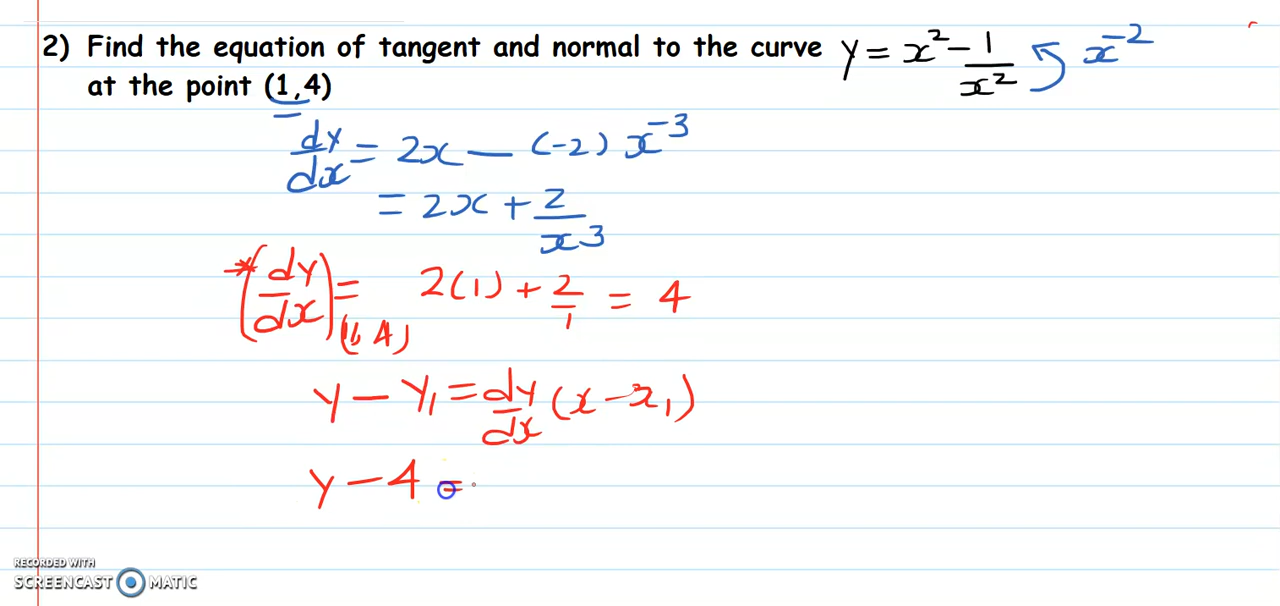 2) Find the equation of tangent and normal to the curve y = x² - 1/x² x⁻²
at the point (1,4)
dy/dx = 2x - (-2) x⁻³
= 2x + 2/x³
(dy/dx)(1, 4) = 2(1) + 2/1 = 4
y - y₁ = dy/dx (x - x₁)
y - 4 =
RECORDED WITH
SCREENCAST MATIC